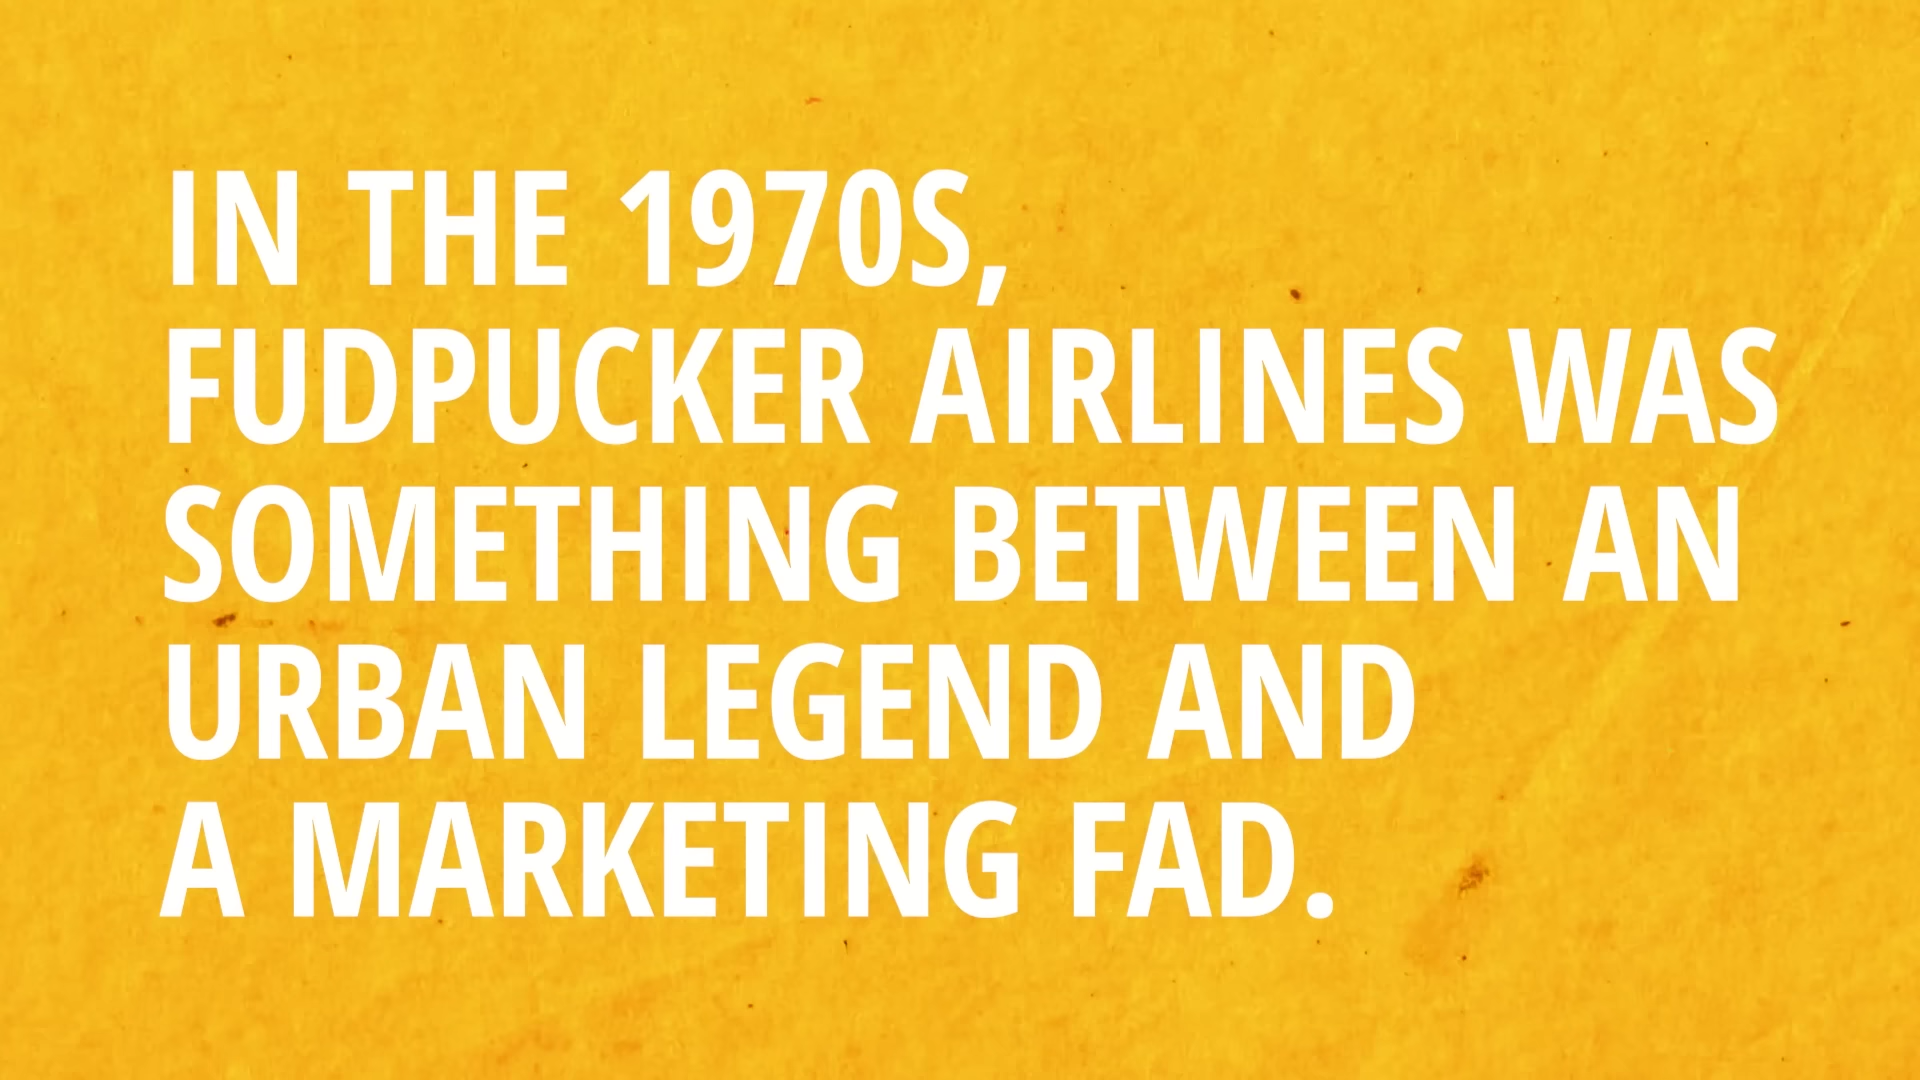 IN THE 1970S,
FUDPUCKER AIRLINES WAS
SOMETHING BETWEEN AN
URBAN LEGEND AND
A MARKETING FAD.